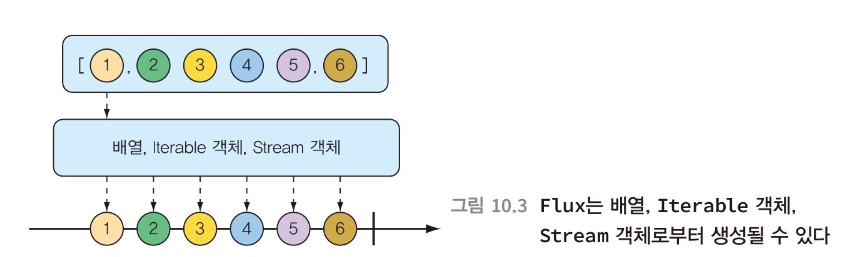 [ 1 , 2 3 4 5 , 6 ]
배열, Iterable 객체, Stream 객체
1 2 3 4 5 6
그림 10.3 Flux는 배열, Iterable 객체,
Stream 객체로부터 생성될 수 있다